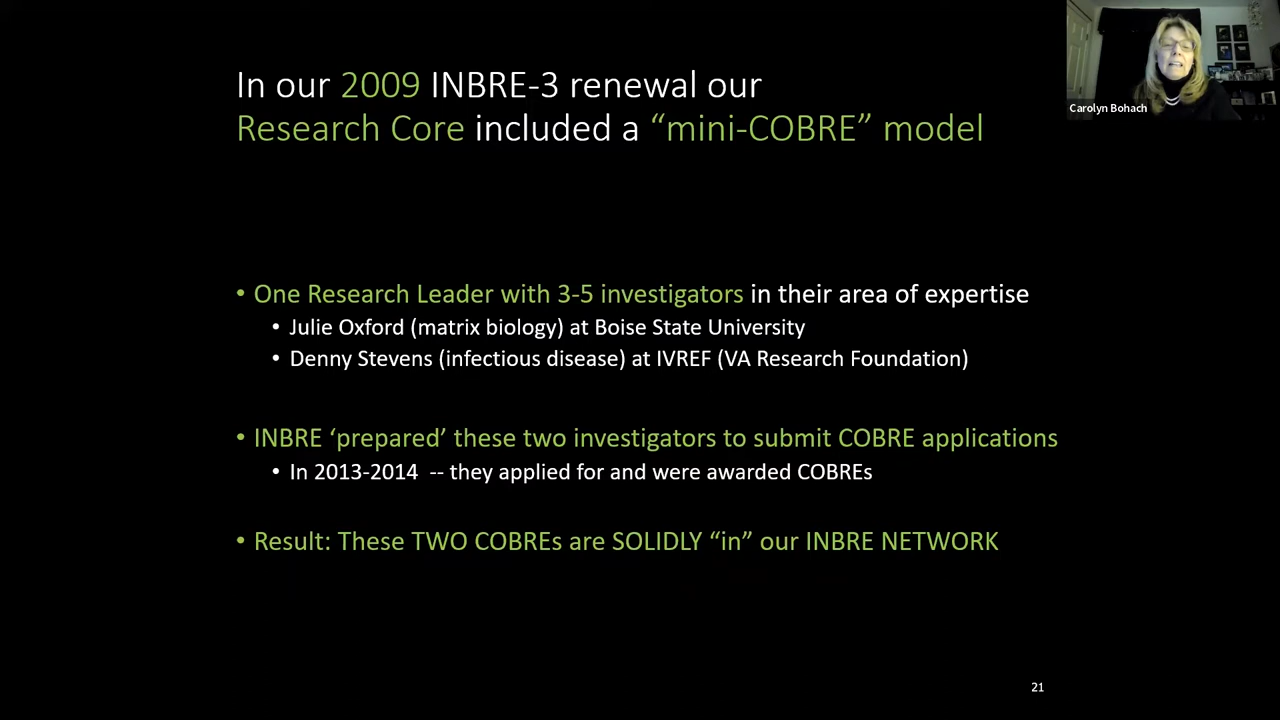 In our 2009 INBRE-3 renewal our
Research Core included a “mini-COBRE” model
Carolyn Bohach
• One Research Leader with 3-5 investigators in their area of expertise
• Julie Oxford (matrix biology) at Boise State University
• Denny Stevens (infectious disease) at IVREF (VA Research Foundation)
• INBRE ‘prepared’ these two investigators to submit COBRE applications
• In 2013-2014 -- they applied for and were awarded COBREs
• Result: These TWO COBREs are SOLIDLY “in” our INBRE NETWORK
21